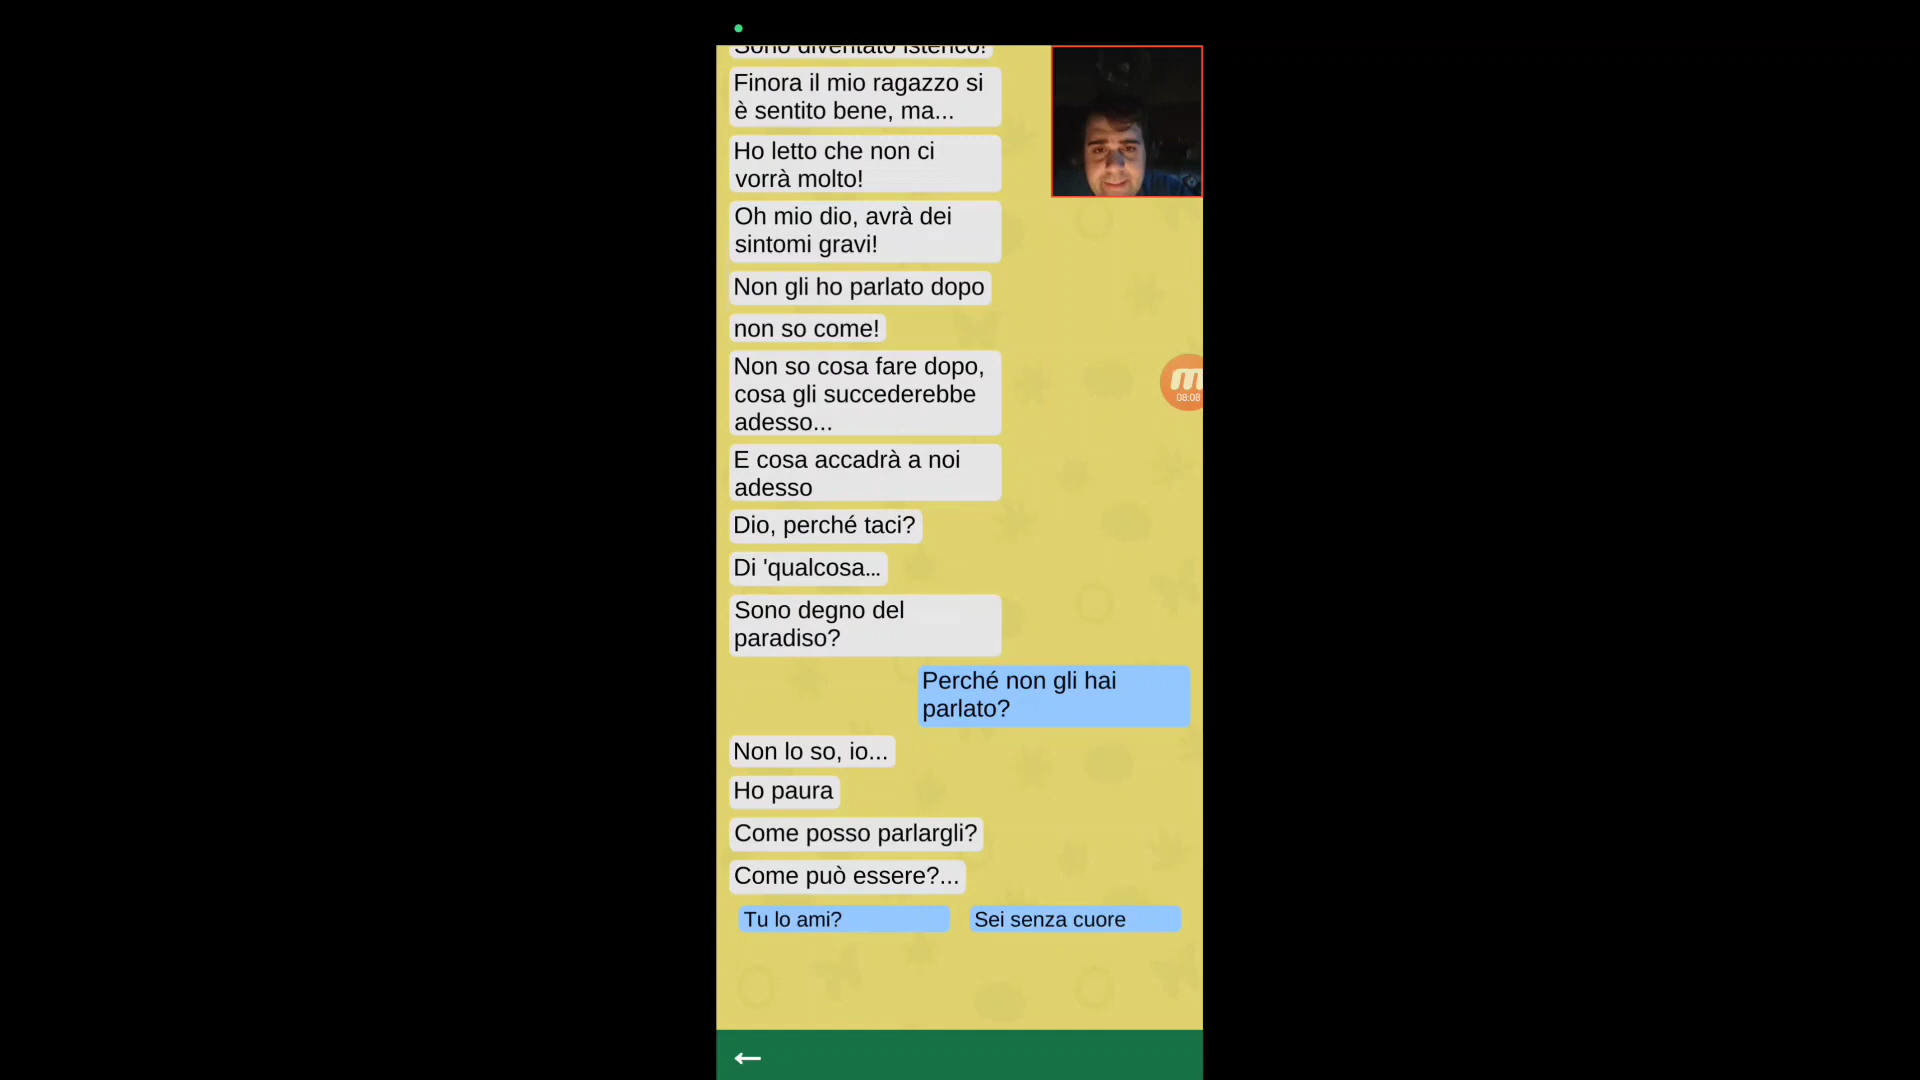 Sono diventato isterico!
Finora il mio ragazzo si
è sentito bene, ma...
Ho letto che non ci
vorrà molto!
Oh mio dio, avrà dei
sintomi gravi!
Non gli ho parlato dopo
non so come!
Non so cosa fare dopo,
cosa gli succederebbe
adesso...
E cosa accadrà a noi
adesso
Dio, perché taci?
Di 'qualcosa...
Sono degno del
paradiso?
Perché non gli hai
parlato?
Non lo so, io...
Ho paura
Come posso parlargli?
Come può essere?...
Tu lo ami?
Sei senza cuore
08:08